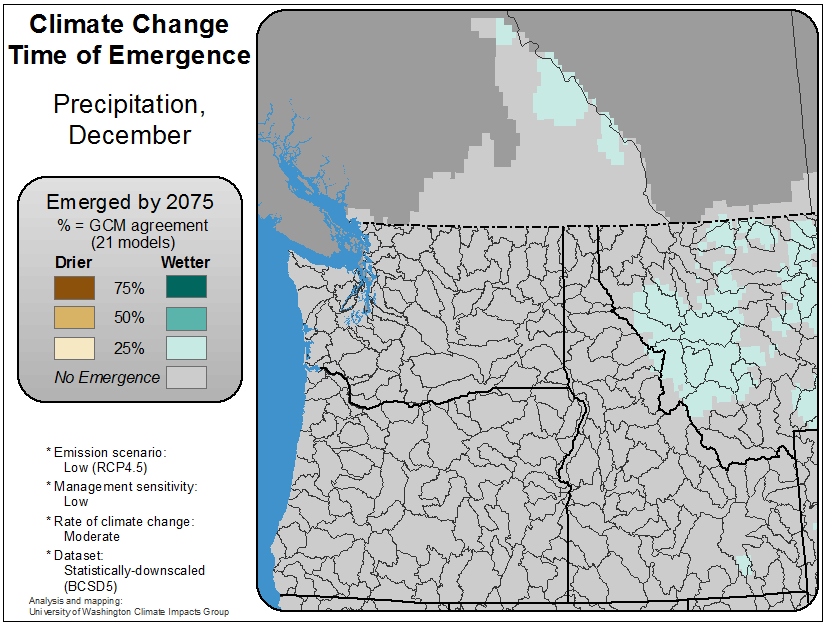 Climate Change
Time of Emergence
Precipitation,
December
Emerged by 2075
% = GCM agreement
(21 models)
Drier Wetter
75%
50%
25%
No Emergence
* Emission scenario:
Low (RCP4.5)
* Management sensitivity:
Low
* Rate of climate change:
Moderate
* Dataset:
Statistically-downscaled
(BCSD5)
Analysis and mapping:
University of Washington Climate Impacts Group